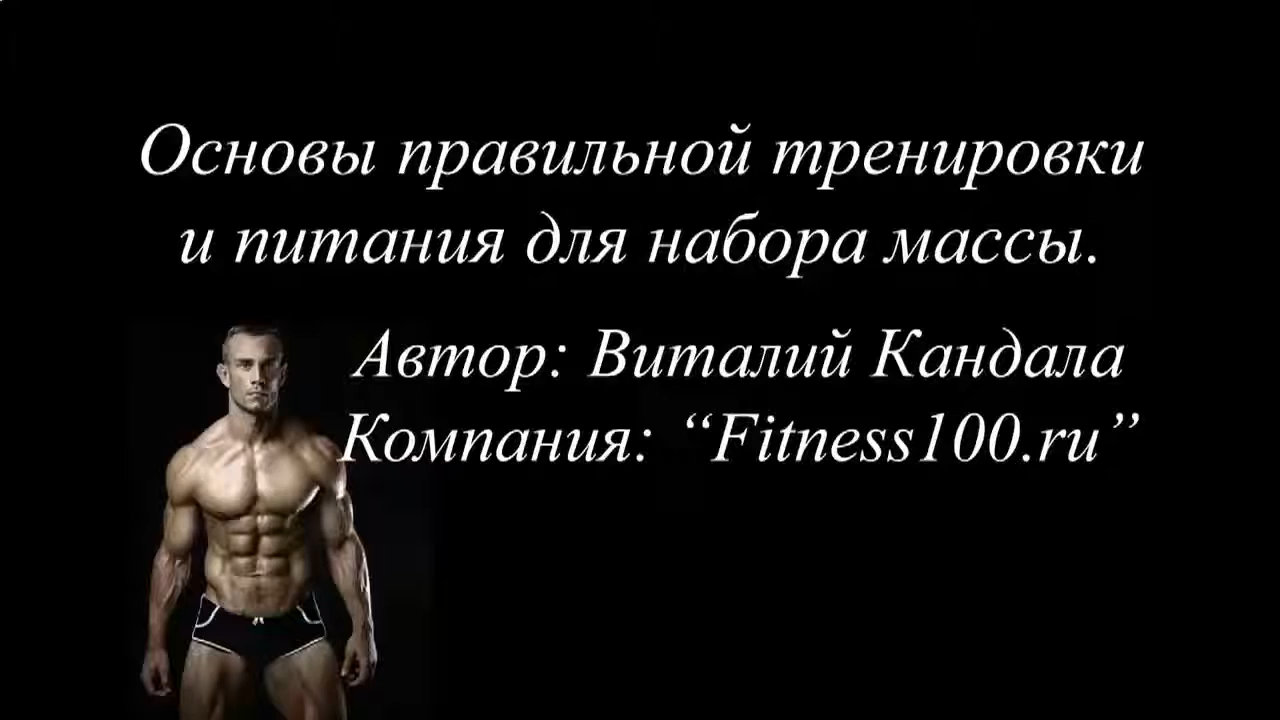 Основы правильной тренировки
и питания для набора массы.
Автор: Виталий Кандала
Компания: “Fitness100.ru”